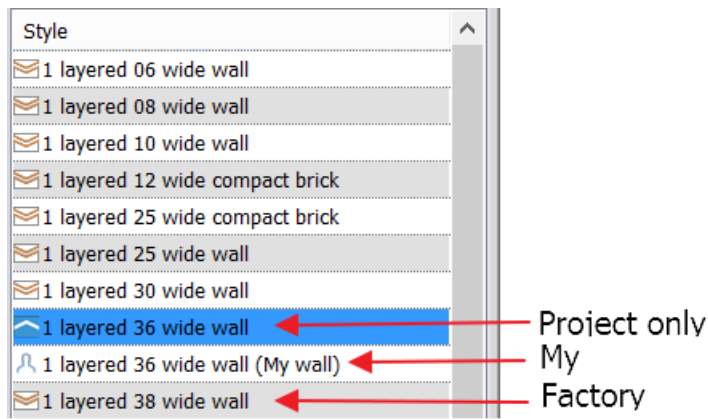 Style
1 layered 06 wide wall
1 layered 08 wide wall
1 layered 10 wide wall
1 layered 12 wide compact brick
1 layered 25 wide compact brick
1 layered 25 wide wall
1 layered 30 wide wall
1 layered 36 wide wall Project only
1 layered 36 wide wall (My wall) My
1 layered 38 wide wall Factory